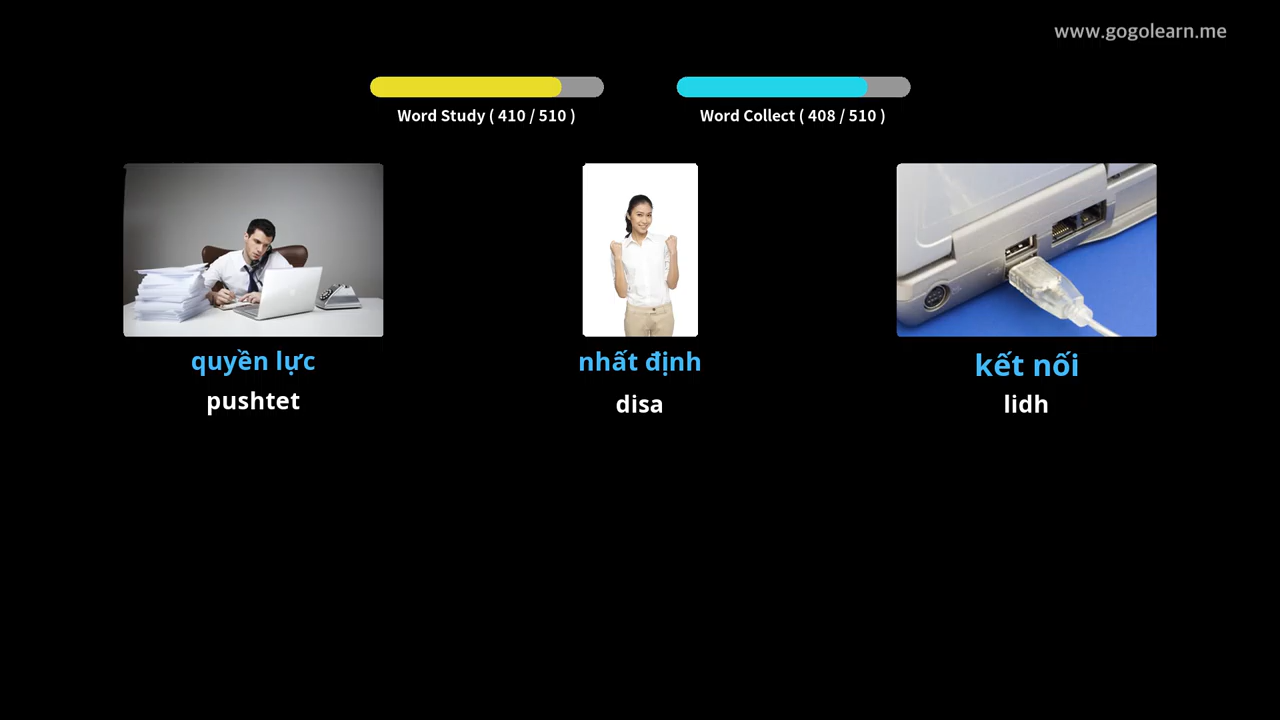 www.gogolearn.me
Word Study ( 410 / 510 )
Word Collect ( 408 / 510 )
quyền lực
pushtet
nhất định
disa
kết nối
lidh